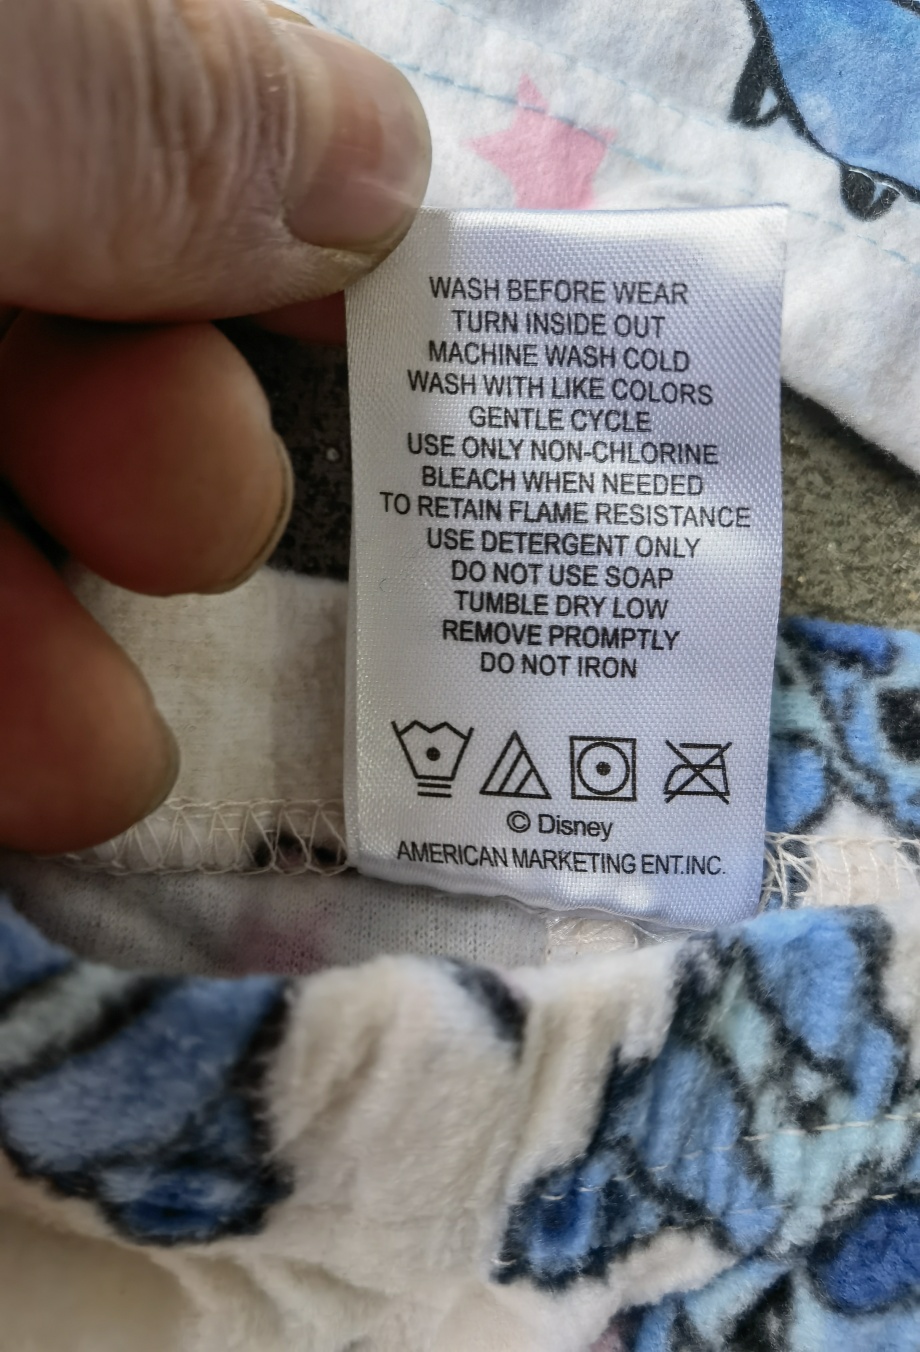 WASH BEFORE WEAR
TURN INSIDE OUT
MACHINE WASH COLD
WASH WITH LIKE COLORS
GENTLE CYCLE
USE ONLY NON-CHLORINE
BLEACH WHEN NEEDED
TO RETAIN FLAME RESISTANCE
USE DETERGENT ONLY
DO NOT USE SOAP
TUMBLE DRY LOW
REMOVE PROMPTLY
DO NOT IRON
© Disney
AMERICAN MARKETING ENT.INC.